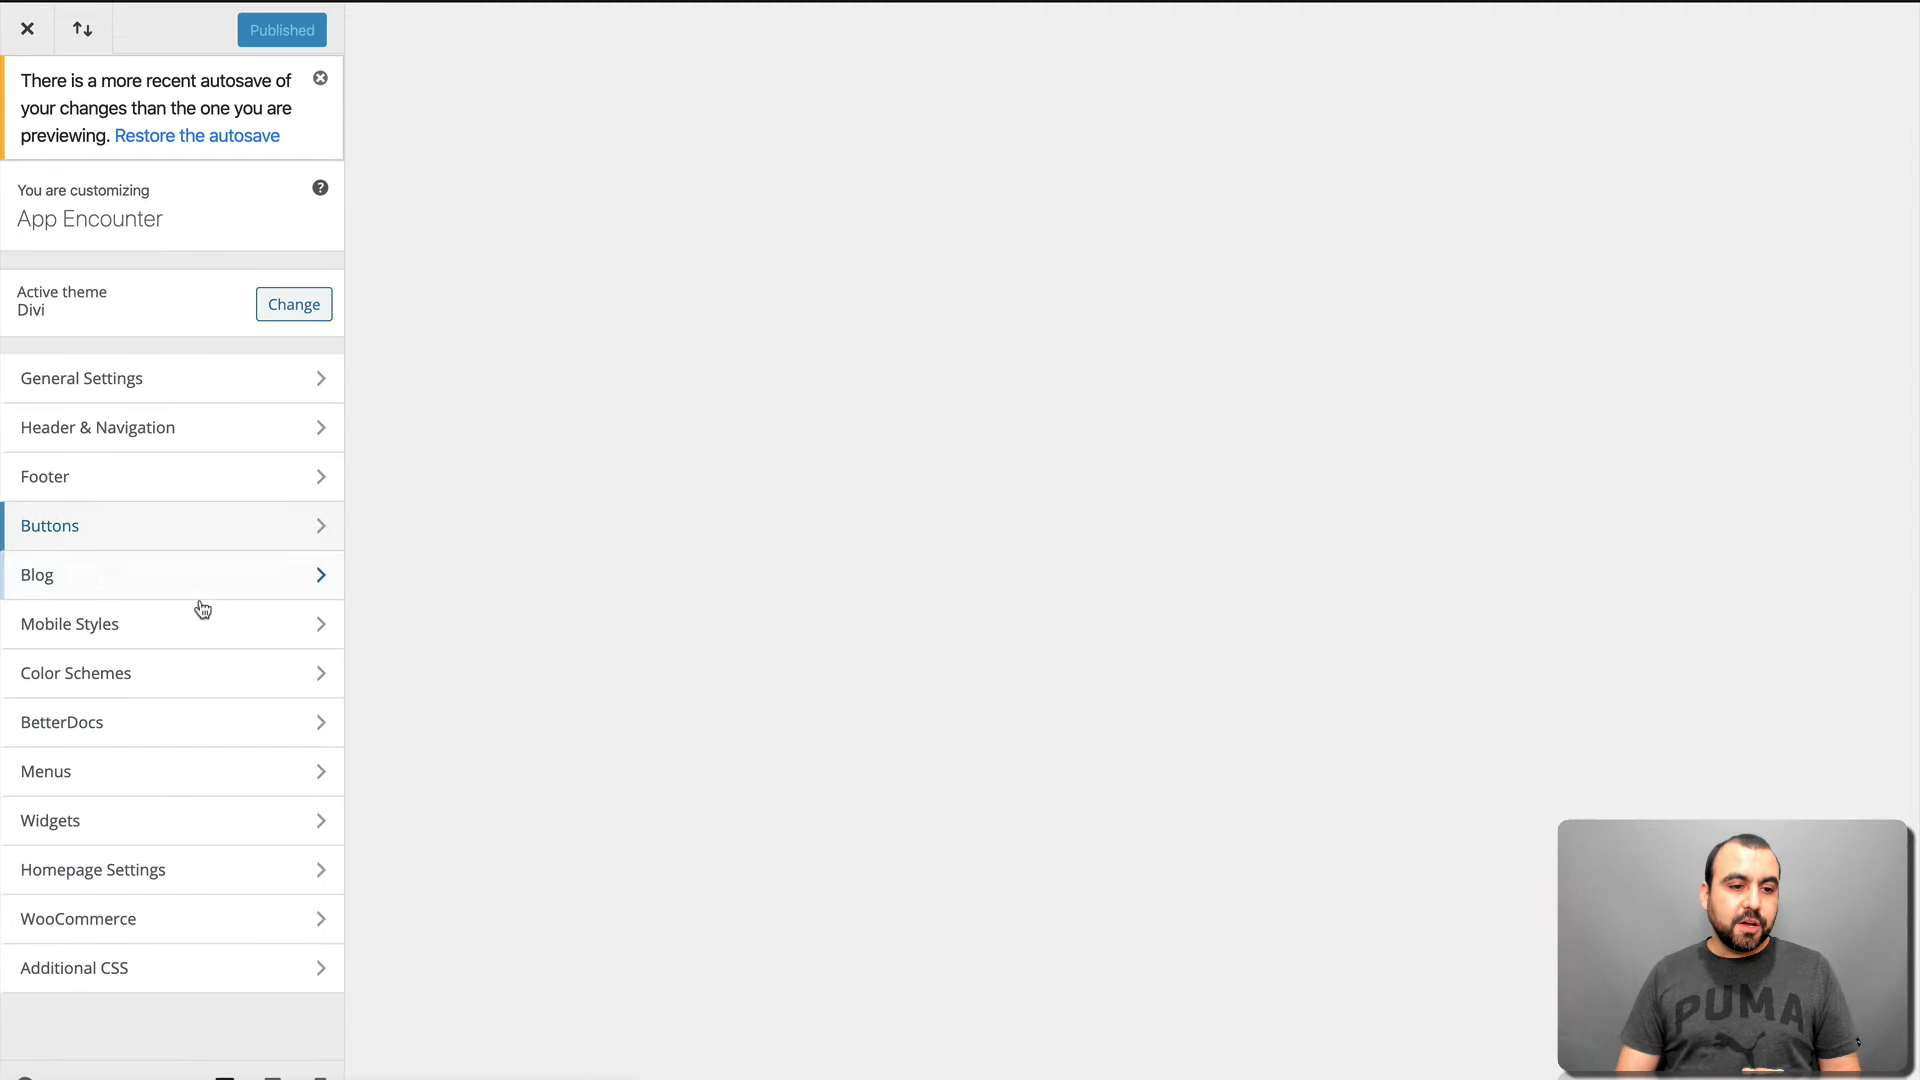 Published
There is a more recent autosave of
your changes than the one you are
previewing. Restore the autosave
You are customizing
App Encounter
Active theme
Divi
Change
General Settings
Header & Navigation
Footer
Buttons
Blog
Mobile Styles
Color Schemes
BetterDocs
Menus
Widgets
Homepage Settings
WooCommerce
Additional CSS
PUMA